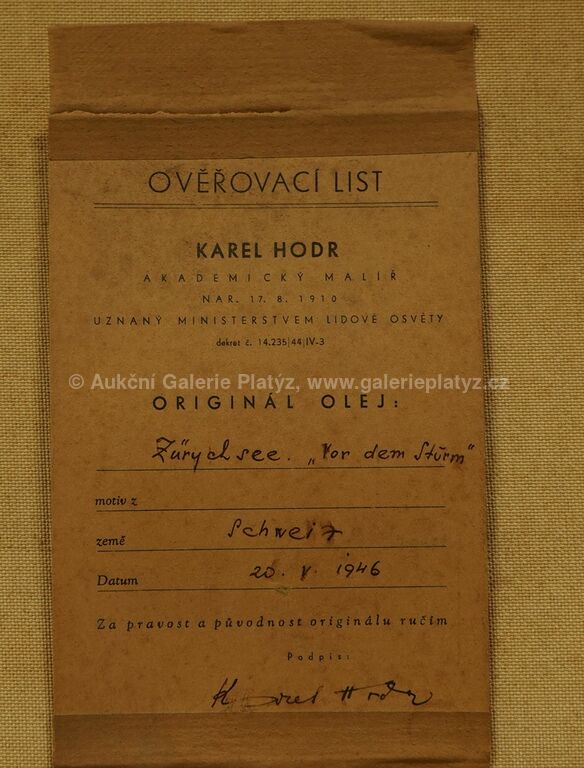 OVĚŘOVACÍ LIST
KAREL HODR
AKADEMICKÝ MALÍŘ
NAR. 17. 8. 1910
UZNANÝ MINISTERSTVEM LIDOVÉ OSVĚTY
dekret č. 14.235|44|IV-3
© Aukční Galerie Platýz, www.galerieplatyz.cz
ORIGINÁL OLEJ:
Zürychsee. „Vor dem Stürm"
motiv z
země Schweiz
Datum 20. V. 1946
Za pravost a původnost originálu ručím
Podpis:
Karel Hodr